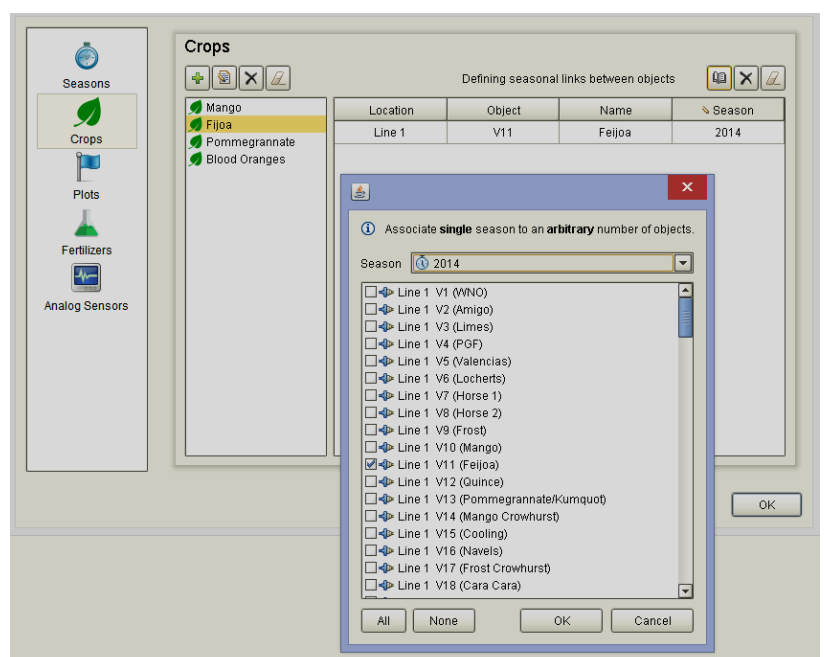 Crops
Seasons
Crops
Plots
Fertilizers
Analog Sensors
Defining seasonal links between objects
Mango
Fijoa
Pommegrannate
Blood Oranges
Location Object Name Season
Line 1 V11 Feijoa 2014
Associate single season to an arbitrary number of objects.
Season 2014
Line 1 V1 (WNO)
Line 1 V2 (Amigo)
Line 1 V3 (Limes)
Line 1 V4 (PGF)
Line 1 V5 (Valencias)
Line 1 V6 (Locherts)
Line 1 V7 (Horse 1)
Line 1 V8 (Horse 2)
Line 1 V9 (Frost)
Line 1 V10 (Mango)
Line 1 V11 (Feijoa)
Line 1 V12 (Quince)
Line 1 V13 (Pommegrannate/Kumquot)
Line 1 V14 (Mango Crowhurst)
Line 1 V15 (Cooling)
Line 1 V16 (Navels)
Line 1 V17 (Frost Crowhurst)
Line 1 V18 (Cara Cara)
All None OK Cancel
OK